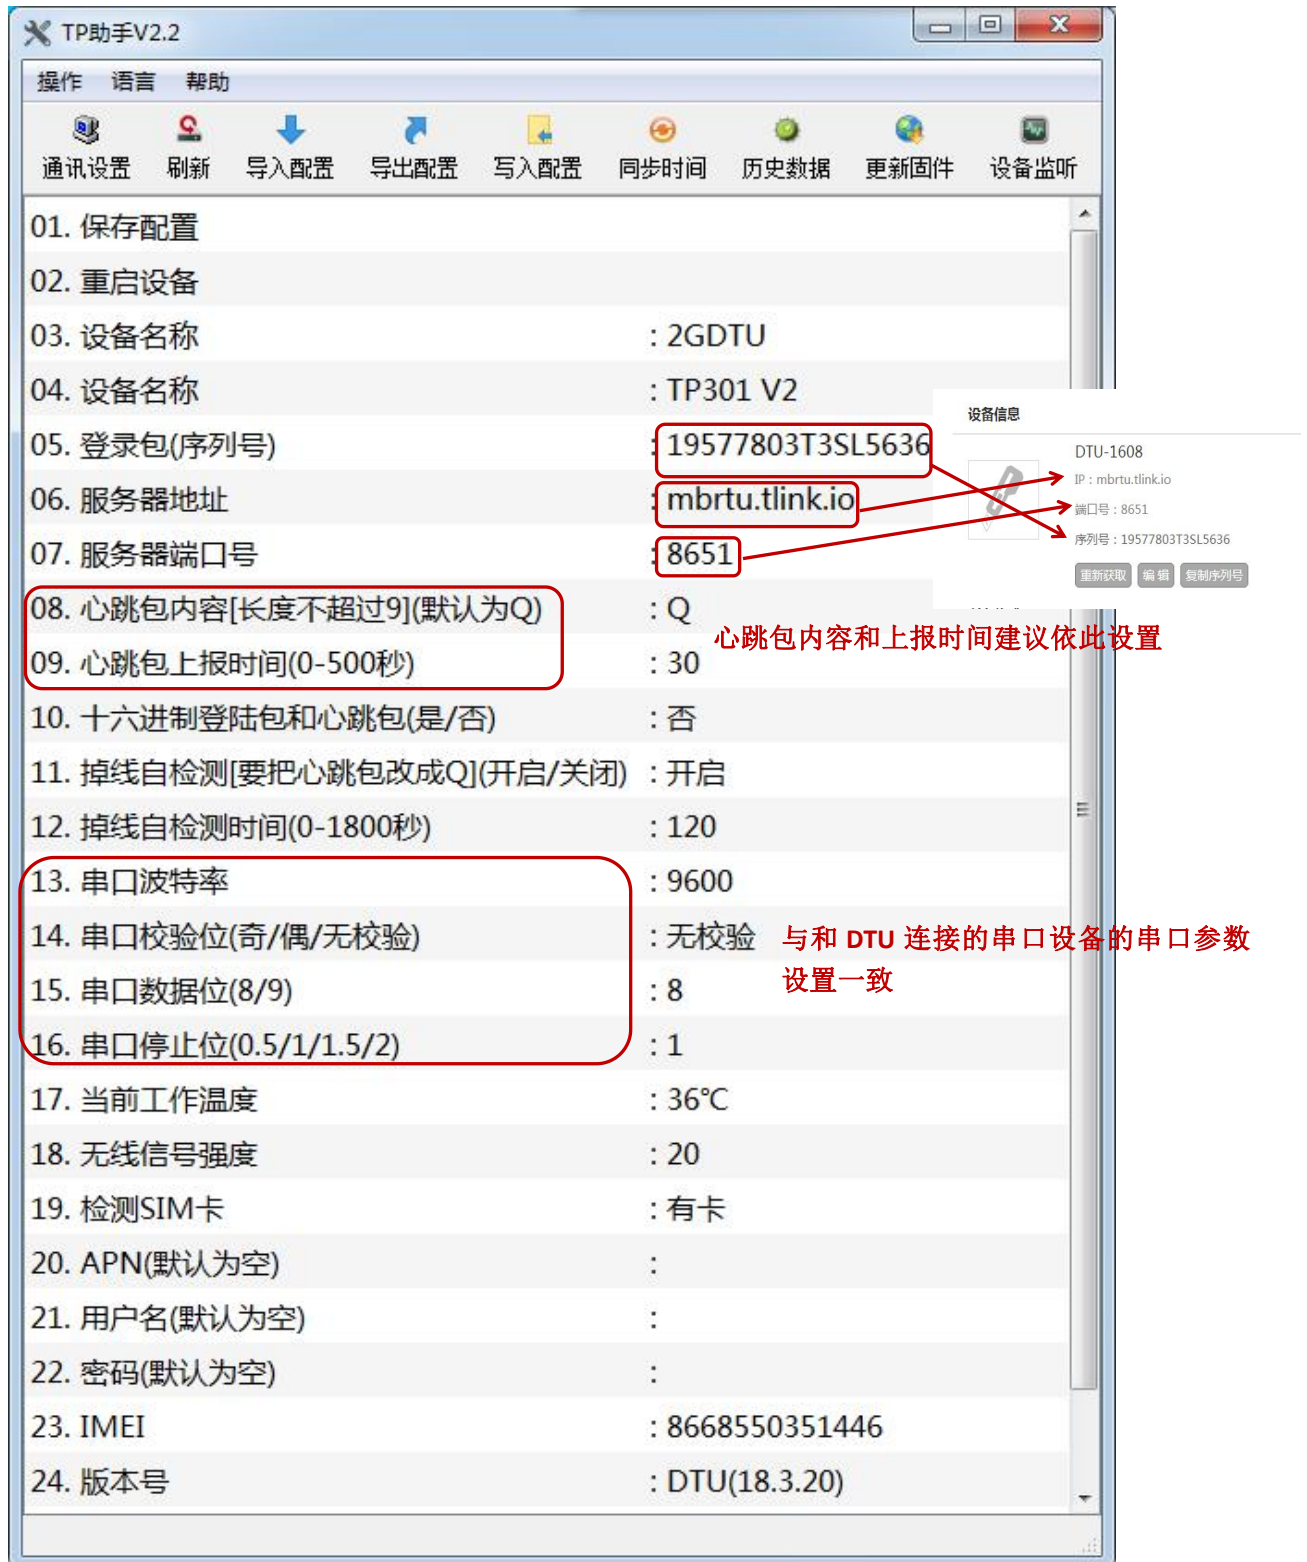 TP助手V2.2
操作 语言 帮助
通讯设置 刷新 导入配置 导出配置 写入配置 同步时间 历史数据 更新固件 设备监听
01. 保存配置
02. 重启设备
03. 设备名称 : 2GDTU
04. 设备名称 : TP301 V2
设备信息
05. 登录包(序列号) : 19577803T3SL5636
DTU-1608
IP : mbrtu.tlink.io
06. 服务器地址 : mbrtu.tlink.io
端口号 : 8651
序列号 : 19577803T3SL5636
07. 服务器端口号 : 8651
重新获取 编 辑 复制序列号
08. 心跳包内容[长度不超过9](默认为Q) : Q
心跳包内容和上报时间建议依此设置
09. 心跳包上报时间(0-500秒) : 30
10. 十六进制登陆包和心跳包(是/否) : 否
11. 掉线自检测[要把心跳包改成Q](开启/关闭) : 开启
12. 掉线自检测时间(0-1800秒) : 120
13. 串口波特率 : 9600
14. 串口校验位(奇/偶/无校验) : 无校验
与和 DTU 连接的串口设备的串口参数
设置一致
15. 串口数据位(8/9) : 8
16. 串口停止位(0.5/1/1.5/2) : 1
17. 当前工作温度 : 36℃
18. 无线信号强度 : 20
19. 检测SIM卡 : 有卡
20. APN(默认为空) :
21. 用户名(默认为空) :
22. 密码(默认为空) :
23. IMEI : 8668550351446
24. 版本号 : DTU(18.3.20)